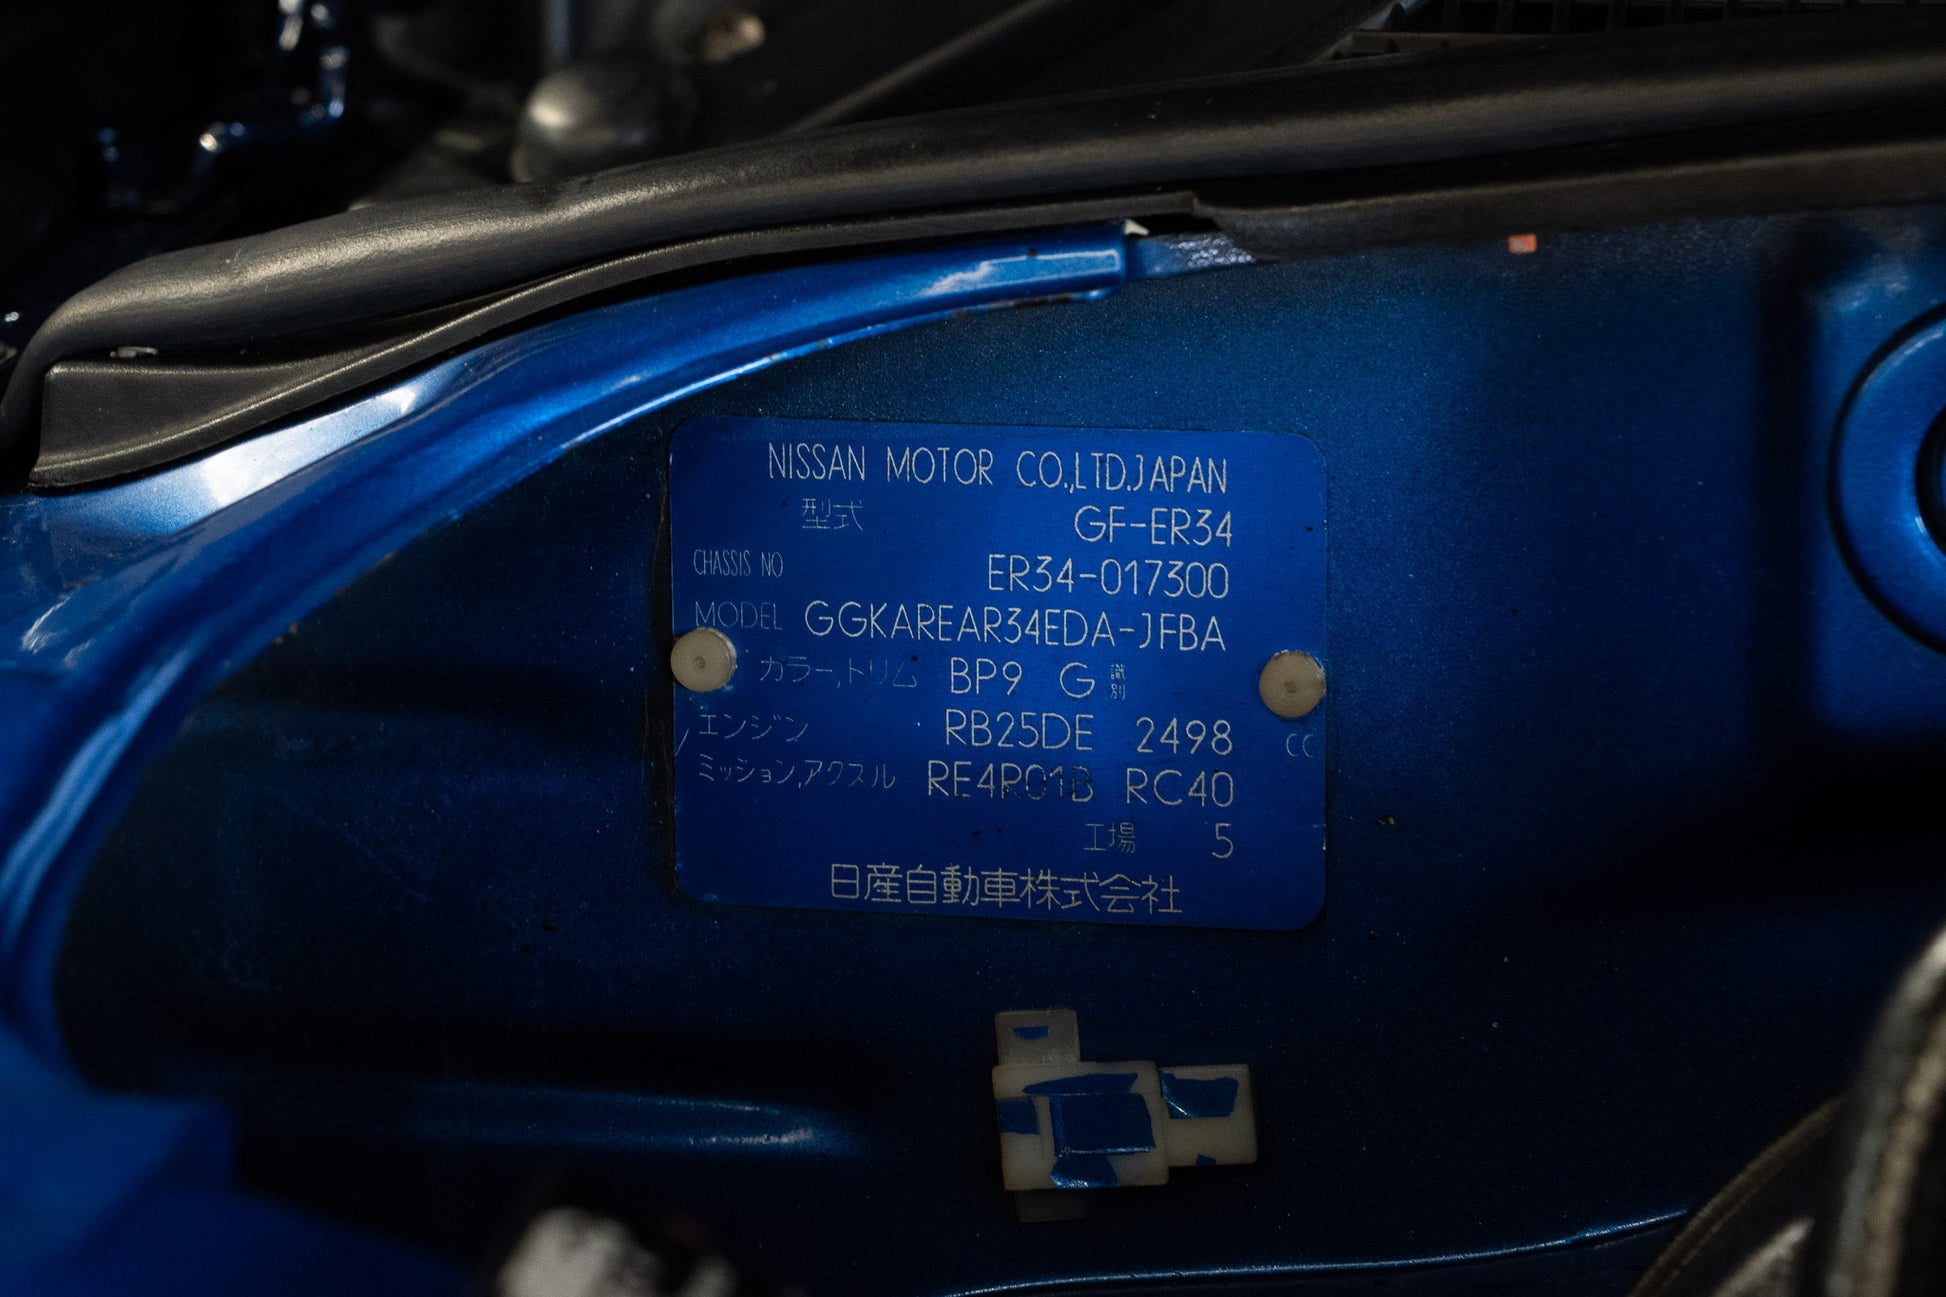 NISSAN MOTOR CO.,LTD.JAPAN
型式 GF-ER34
CHASSIS NO ER34-017300
MODEL GGKAREAR34EDA-JFBA
カラー,トリム BP9 G 識別
エンジン RB25DE 2498 CC
ミッション,アクスル RE4R01B RC40
工場 5
日産自動車株式会社